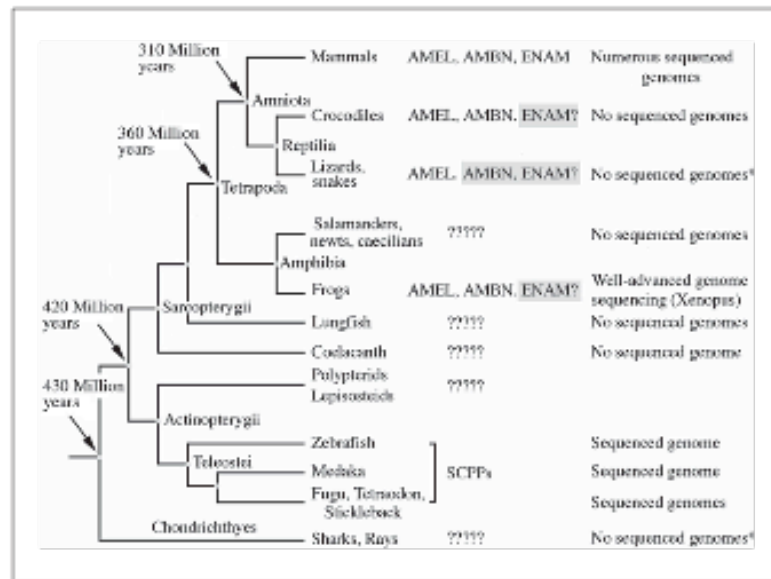 310 Million
years
Mammals AMEL, AMBN, ENAM Numerous sequenced
genomes
Amniota
Crocodiles AMEL, AMBN, ENAM? No sequenced genomes
360 Million
years
Reptilia
Lizards,
snakes AMEL, AMBN, ENAM? No sequenced genomes*
Tetrapoda
Salamanders,
newts, caecilians ????? No sequenced genomes
Amphibia
Frogs AMEL, AMBN, ENAM? Well-advanced genome
sequencing (Xenopus)
420 Million
years
Sarcopterygii
Lungfish ????? No sequenced genomes
Coelacanth ????? No sequenced genome
430 Million
years
Polypterids
Lepisosteids ?????
Actinopterygii
Zebrafish Sequenced genome
Teleostei
Medaka SCPPs Sequenced genome
Fugu, Tetraodon,
Stickleback Sequenced genomes
Chondrichthyes
Sharks, Rays ????? No sequenced genomes*